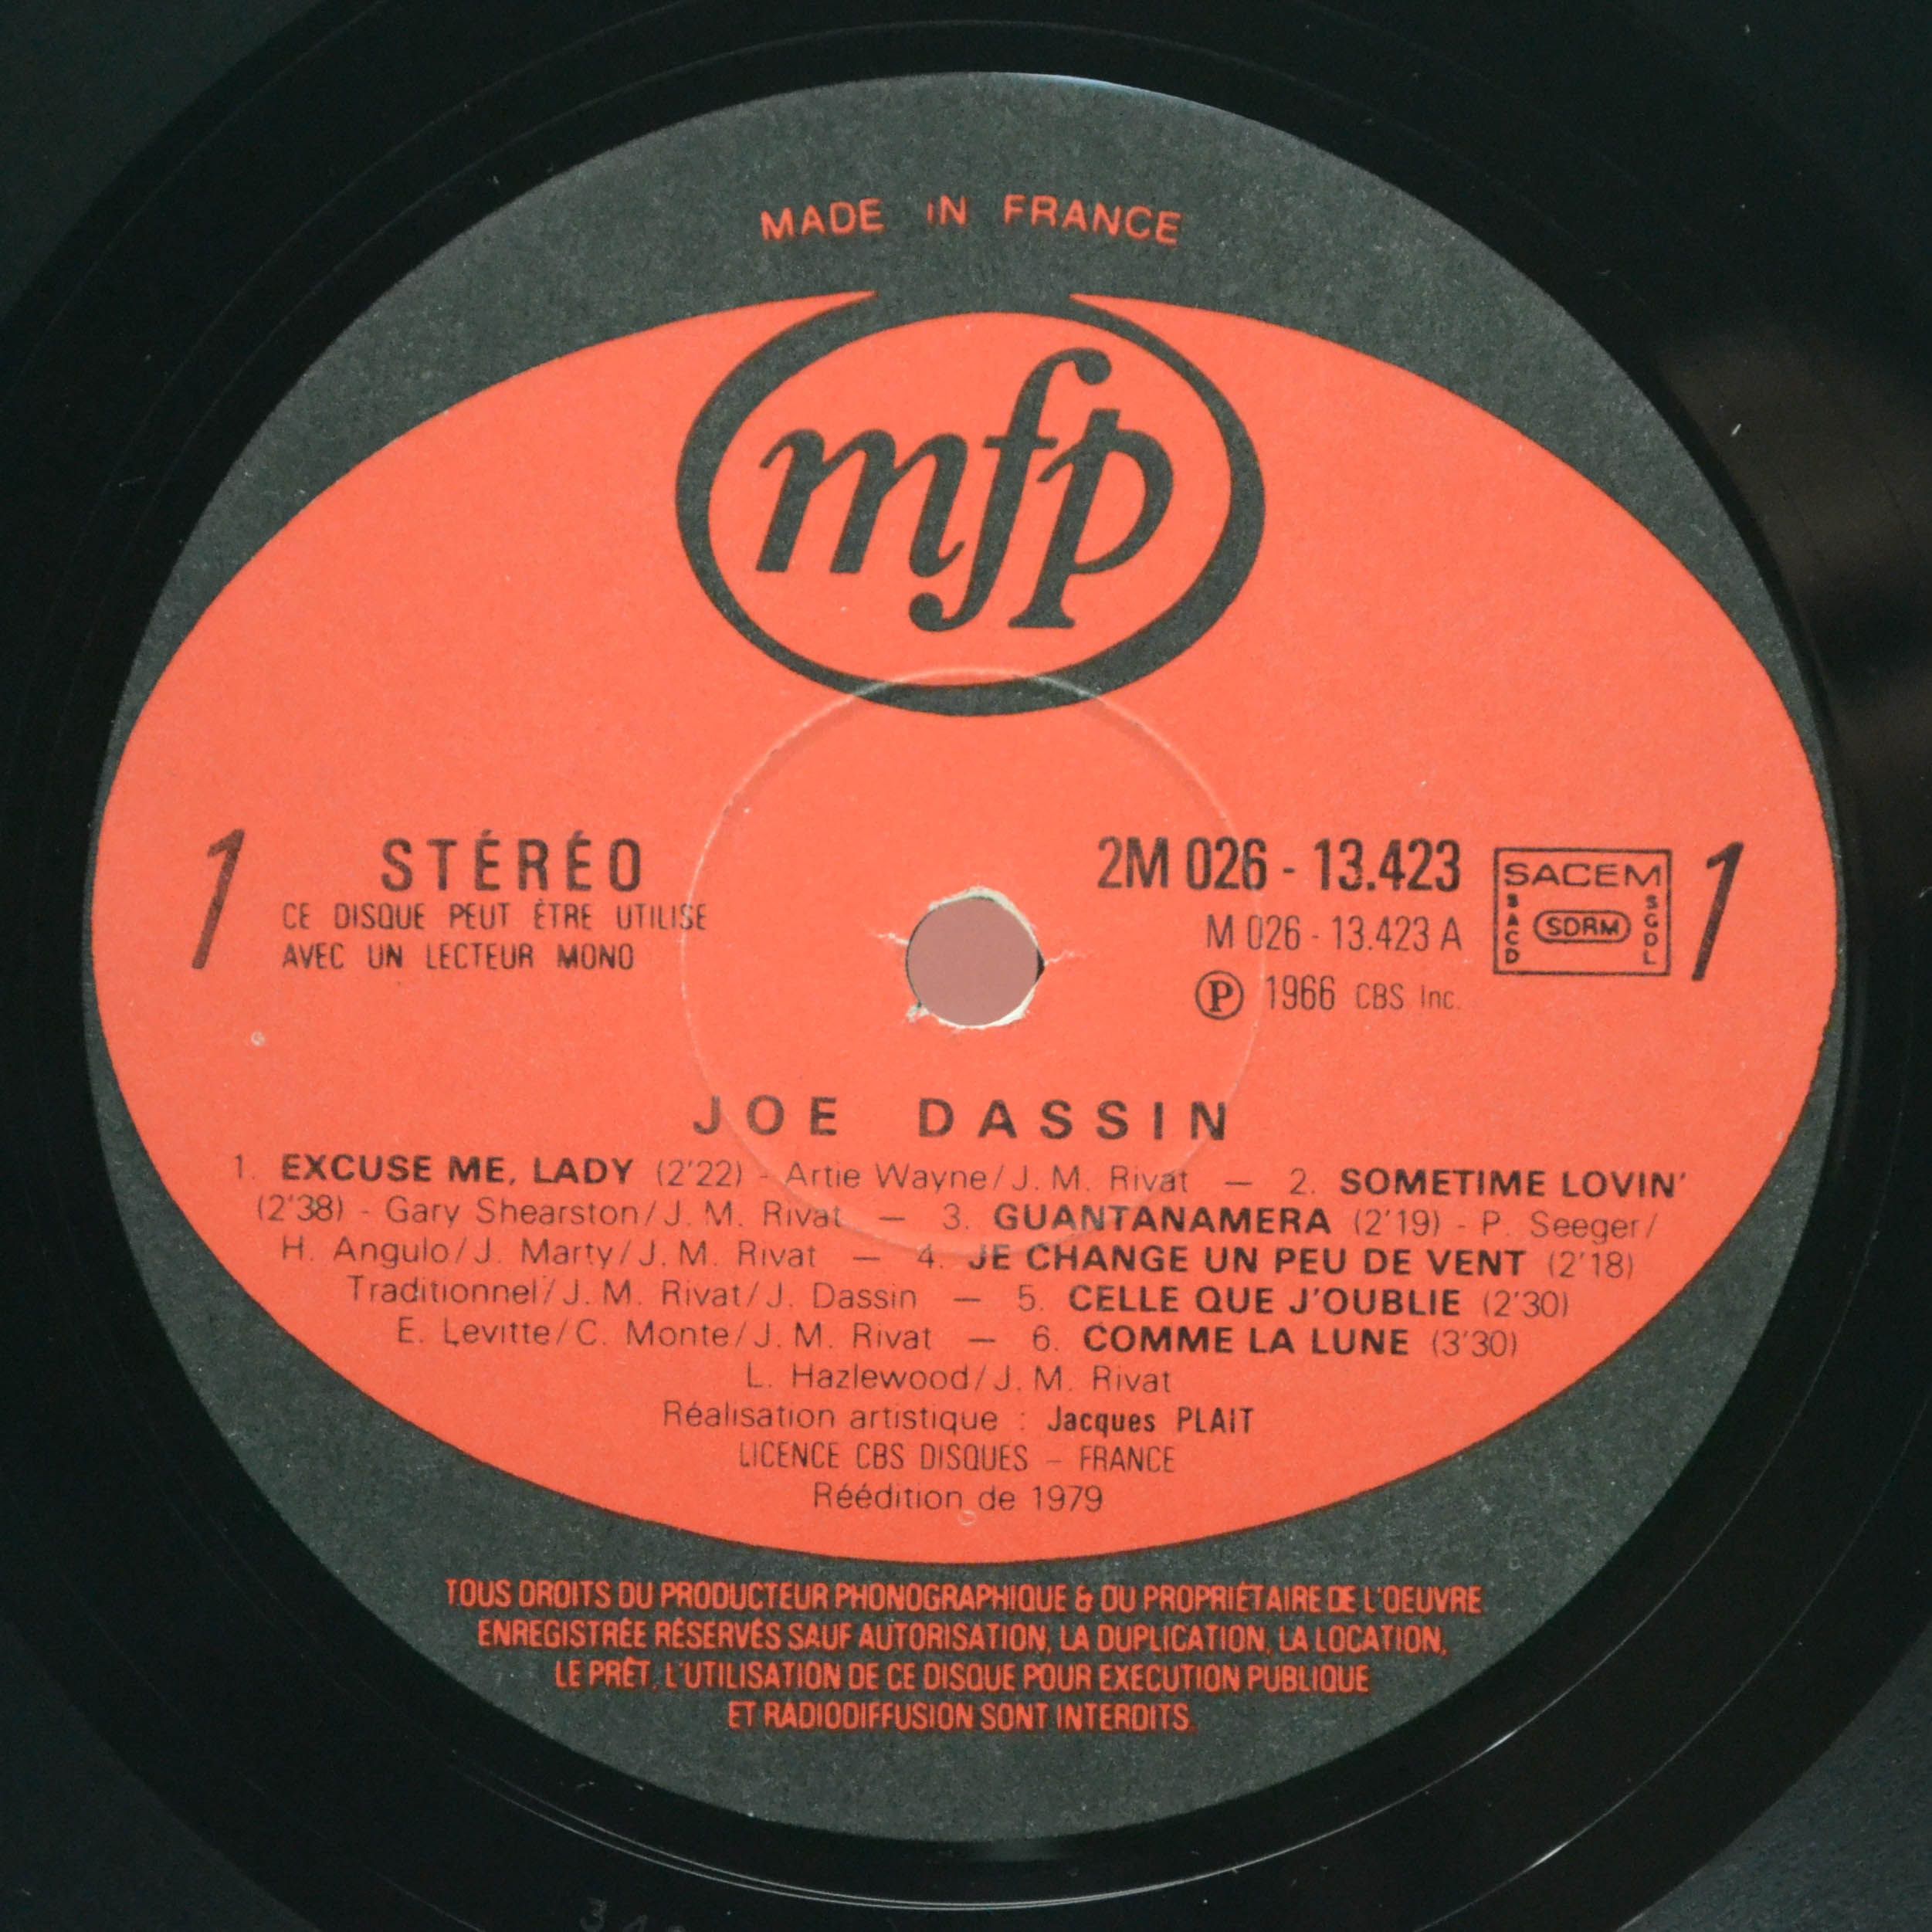 MADE IN FRANCE
mfp
1
STÉRÉO
CE DISQUE PEUT ÊTRE UTILISE
AVEC UN LECTEUR MONO
2M 026 - 13.423
M 026 - 13.423 A
Ⓟ 1966 CBS Inc.
SACEM
SACD
SDRM
SGDL
1
JOE DASSIN
1. EXCUSE ME, LADY (2'22) - Artie Wayne/J. M. Rivat — 2. SOMETIME LOVIN'
(2'38) - Gary Shearston/J. M. Rivat — 3. GUANTANAMERA (2'19) - P. Seeger/
H. Angulo/J. Marty/J. M. Rivat — 4. JE CHANGE UN PEU DE VENT (2'18)
Traditionnel/J. M. Rivat/J. Dassin — 5. CELLE QUE J'OUBLIE (2'30)
E. Levitte/C. Monte/J. M. Rivat — 6. COMME LA LUNE (3'30)
L. Hazlewood/J. M. Rivat
Réalisation artistique : Jacques PLAIT
LICENCE CBS DISQUES – FRANCE
Réédition de 1979
TOUS DROITS DU PRODUCTEUR PHONOGRAPHIQUE & DU PROPRIÉTAIRE DE L'OEUVRE
ENREGISTRÉE RÉSERVÉS SAUF AUTORISATION, LA DUPLICATION, LA LOCATION,
LE PRÊT, L'UTILISATION DE CE DISQUE POUR EXECUTION PUBLIQUE
ET RADIODIFFUSION SONT INTERDITS.